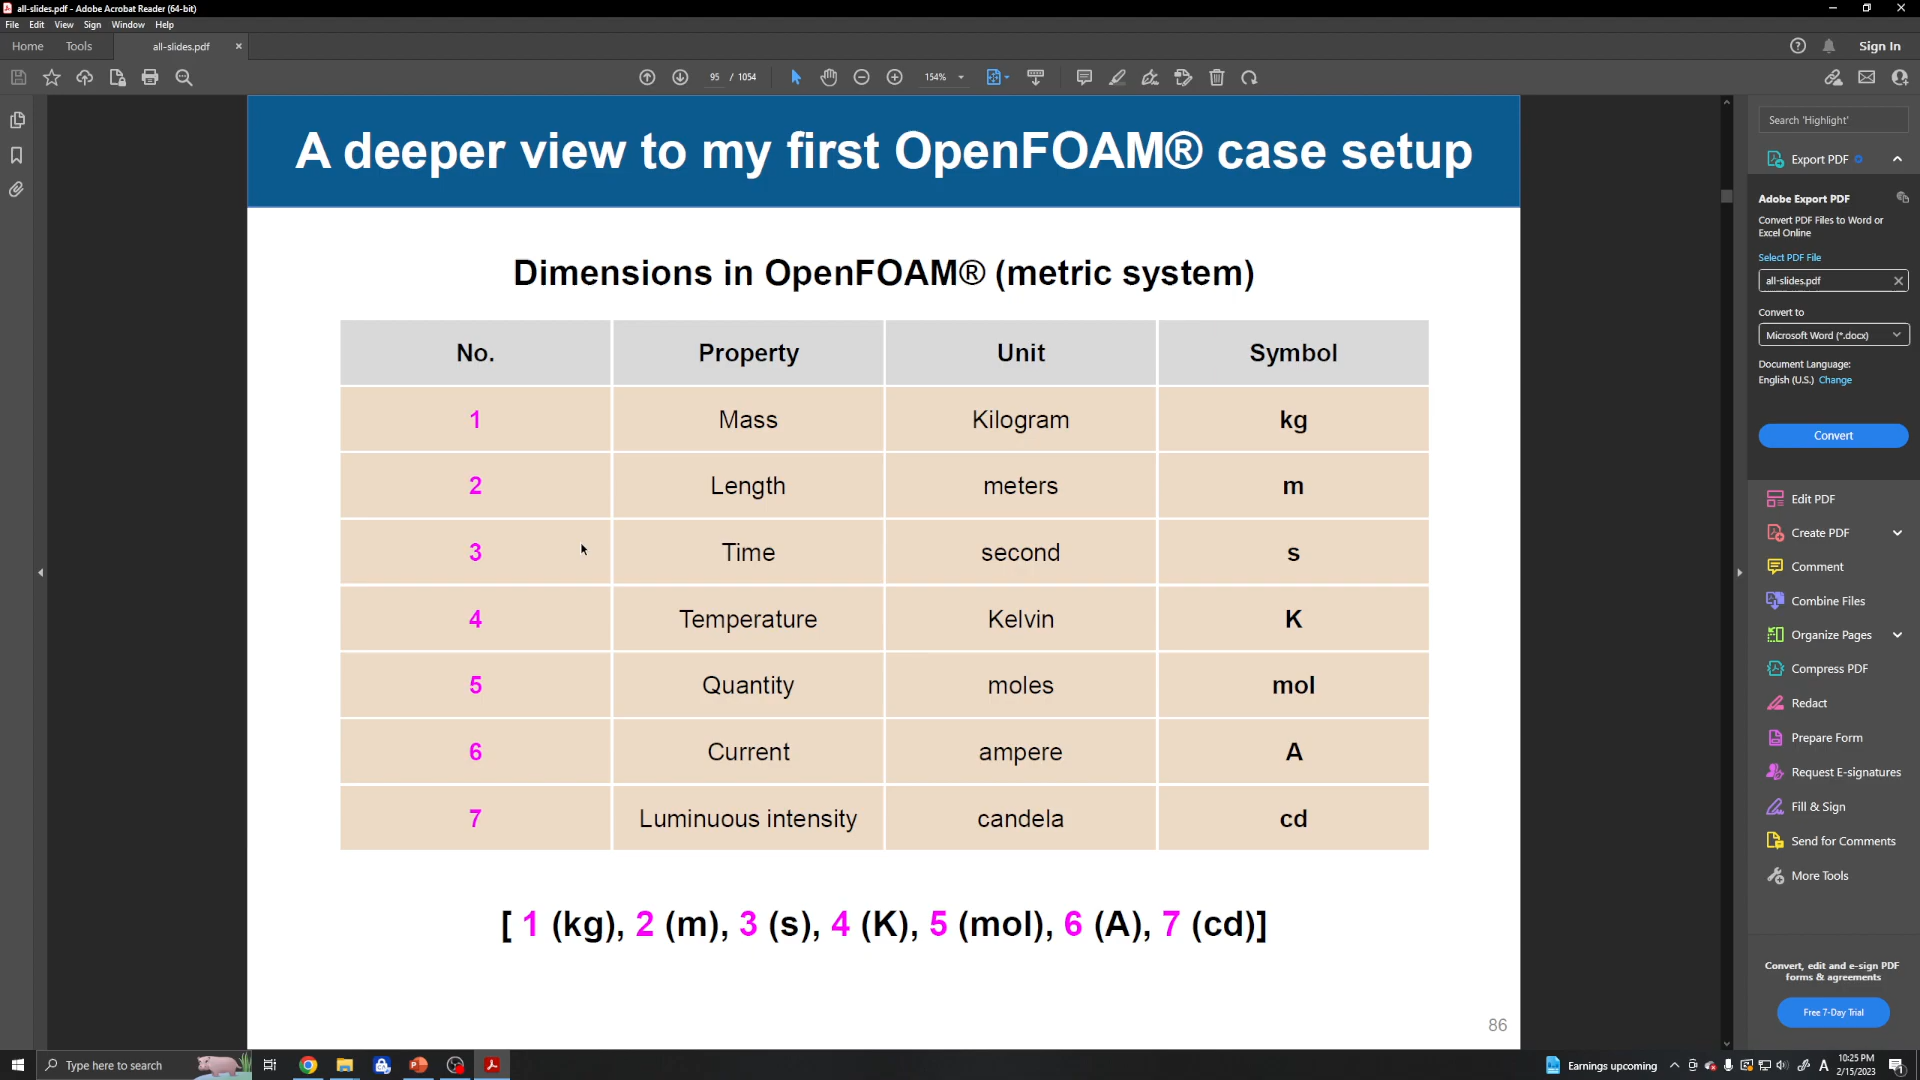 all-slides.pdf - Adobe Acrobat Reader (64-bit)
File Edit View Sign Window Help
Home Tools all-slides.pdf × Sign In
95 / 1054 154%
A deeper view to my first OpenFOAM® case setup
Dimensions in OpenFOAM® (metric system)
No. Property Unit Symbol
1 Mass Kilogram kg
2 Length meters m
3 Time second s
4 Temperature Kelvin K
5 Quantity moles mol
6 Current ampere A
7 Luminuous intensity candela cd
[ 1 (kg), 2 (m), 3 (s), 4 (K), 5 (mol), 6 (A), 7 (cd)]
86
Search 'Highlight'
Export PDF
Adobe Export PDF
Convert PDF Files to Word or
Excel Online
Select PDF File
all-slides.pdf
Convert to
Microsoft Word (*.docx)
Document Language:
English (U.S.) Change
Convert
Edit PDF
Create PDF
Comment
Combine Files
Organize Pages
Compress PDF
Redact
Prepare Form
Request E-signatures
Fill & Sign
Send for Comments
More Tools
Convert, edit and e-sign PDF
forms & agreements
Free 7-Day Trial
Type here to search
Earnings upcoming
A
10:25 PM
2/15/2023
1